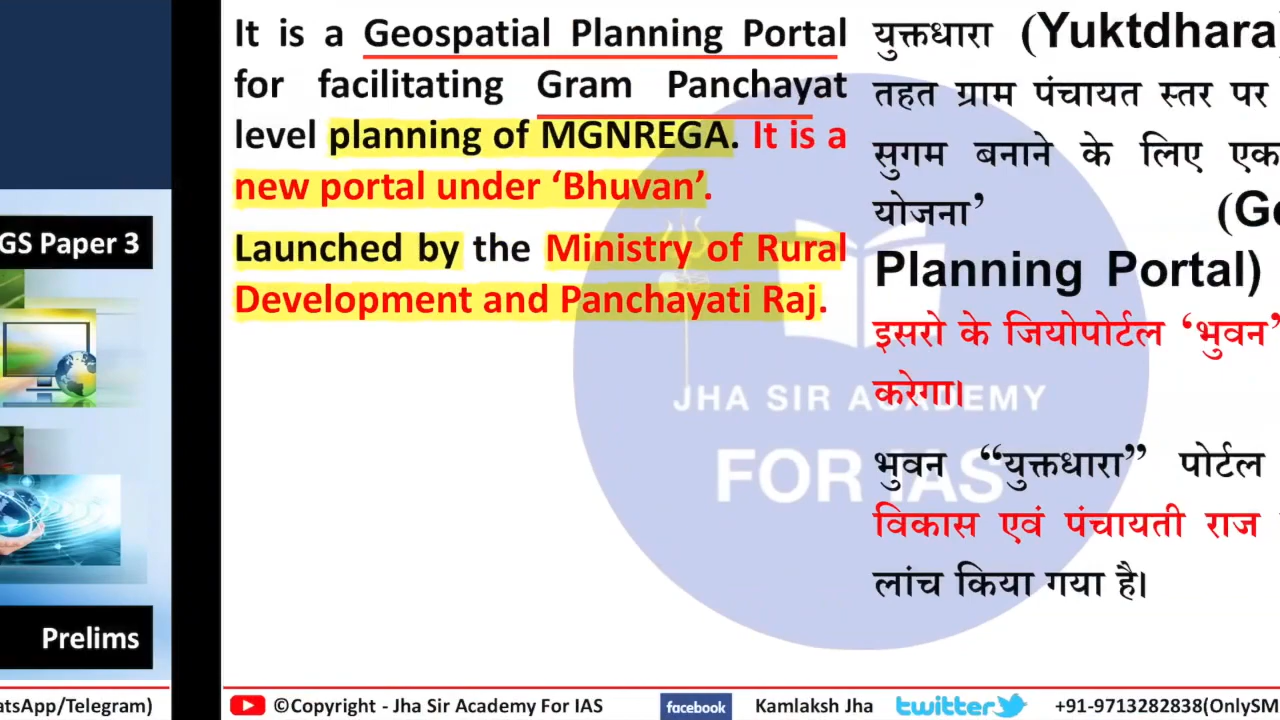 GS Paper 3
Prelims
It is a Geospatial Planning Portal
for facilitating Gram Panchayat
level planning of MGNREGA. It is a
new portal under ‘Bhuvan’.
Launched by the Ministry of Rural
Development and Panchayati Raj.
युक्तधारा (Yuktdhara)
तहत ग्राम पंचायत स्तर पर
सुगम बनाने के लिए एक
योजना’ (Ge
Planning Portal)
इसरो के जियोपोर्टल ‘भुवन’
करेगा।
भुवन “युक्तधारा” पोर्टल
विकास एवं पंचायती राज
लांच किया गया है।
JHA SIR ACADEMY
FOR IAS
atsApp/Telegram) ©Copyright - Jha Sir Academy For IAS facebook Kamlaksh Jha twitter +91-9713282838(OnlySM